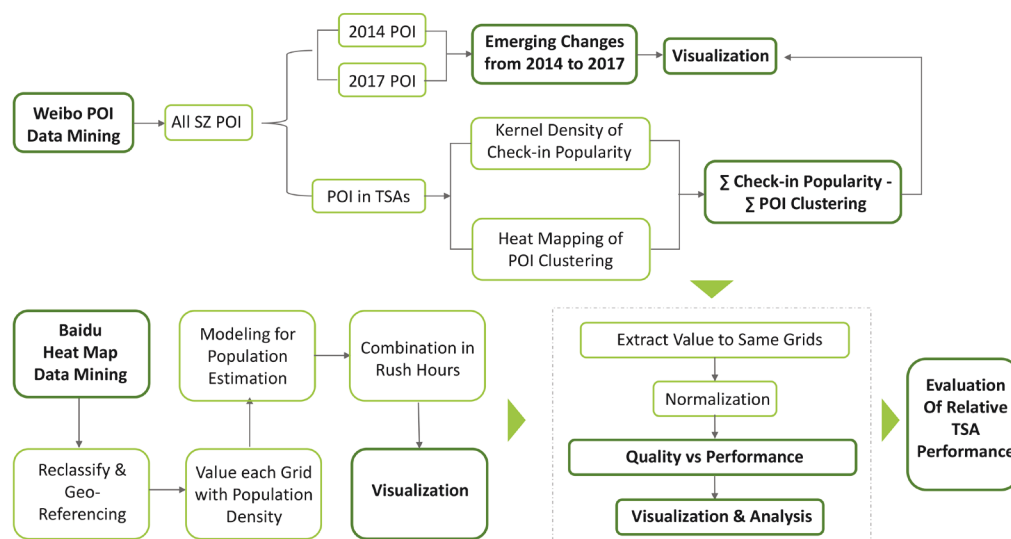 Weibo POI
Data Mining
All SZ POI
2014 POI
2017 POI
Emerging Changes
from 2014 to 2017
Visualization
POI in TSAs
Kernel Density of
Check-in Popularity
Heat Mapping of
POI Clustering
∑ Check-in Popularity -
∑ POI Clustering
Baidu
Heat Map
Data Mining
Reclassify &
Geo-
Referencing
Value each Grid
with Population
Density
Modeling for
Population
Estimation
Combination in
Rush Hours
Visualization
Extract Value to Same Grids
Normalization
Quality vs Performance
Visualization & Analysis
Evaluation
Of Relative
TSA
Performance